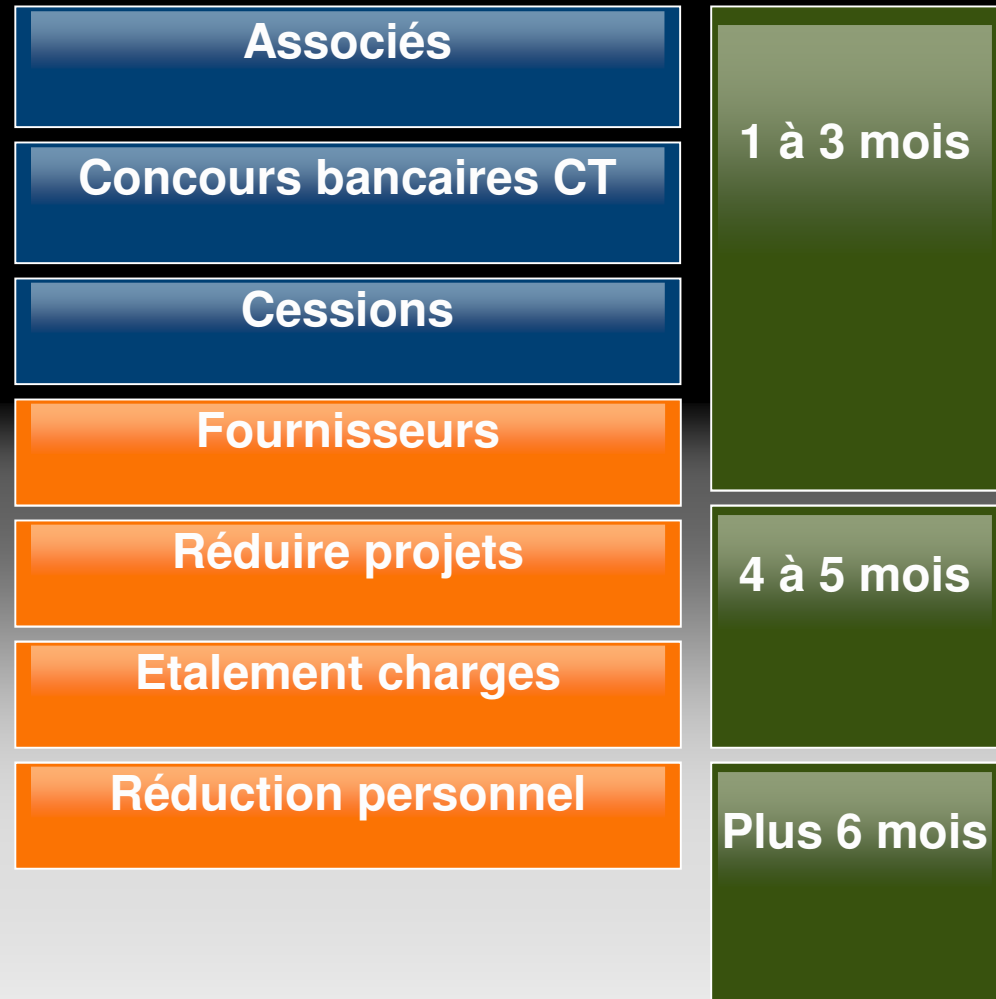 Associés
Concours bancaires CT
Cessions
Fournisseurs
Réduire projets
Etalement charges
Réduction personnel
1 à 3 mois
4 à 5 mois
Plus 6 mois